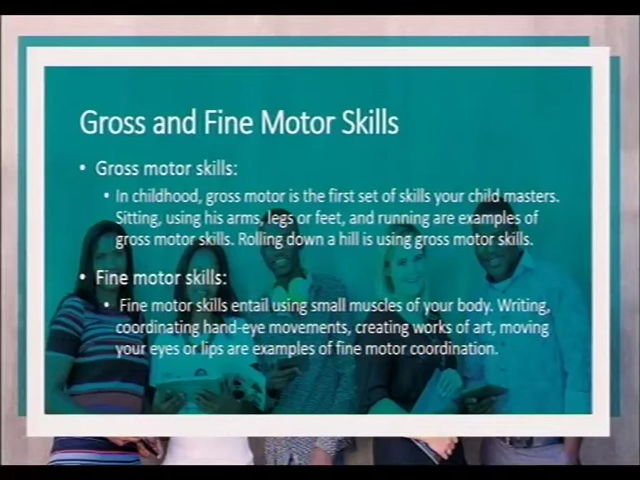 Gross and Fine Motor Skills
• Gross motor skills:
• In childhood, gross motor is the first set of skills your child masters.
Sitting, using his arms, legs or feet, and running are examples of
gross motor skills. Rolling down a hill is using gross motor skills.
• Fine motor skills:
• Fine motor skills entail using small muscles of your body. Writing,
coordinating hand-eye movements, creating works of art, moving
your eyes or lips are examples of fine motor coordination.